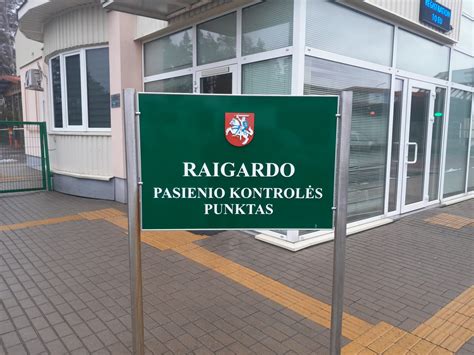 RAIGARDO
PASIENIO KONTROLĖS
PUNKTAS